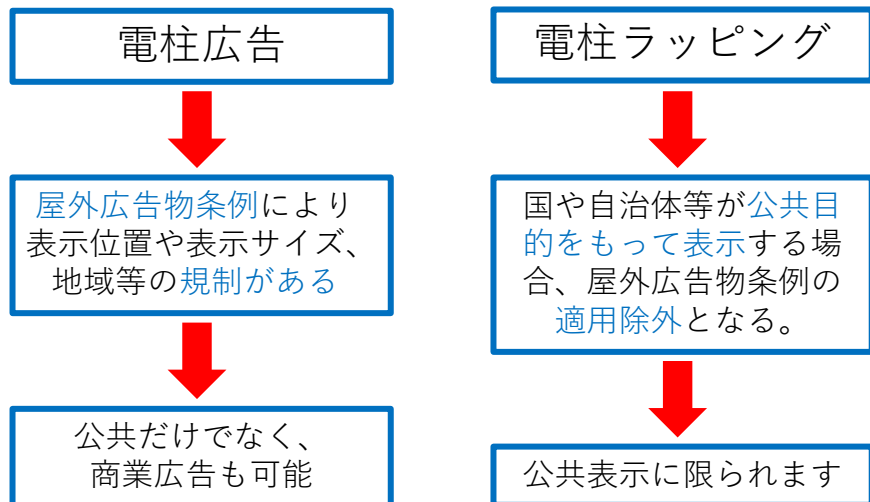 電柱広告
屋外広告物条例により
表示位置や表示サイズ、
地域等の規制がある
公共だけでなく、
商業広告も可能
電柱ラッピング
国や自治体等が公共目
的をもって表示する場
合、屋外広告物条例の
適用除外となる。
公共表示に限られます